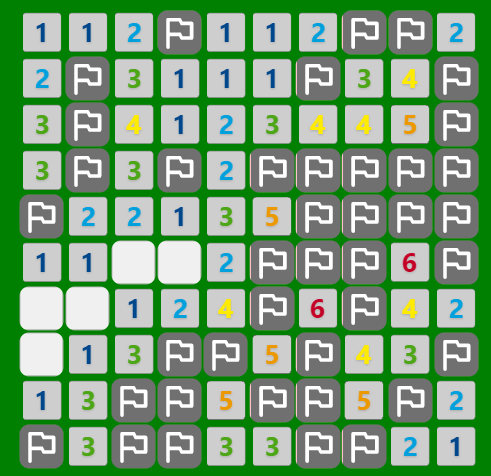 1 1 2 1 1 2 2
2 3 1 1 1 3 4
3 4 1 2 3 4 4 5
3 3 2
2 2 1 3 5
1 1 2 6
1 2 4 6 4 2
1 3 5 4 3
1 3 5 5 2
3 3 3 2 1